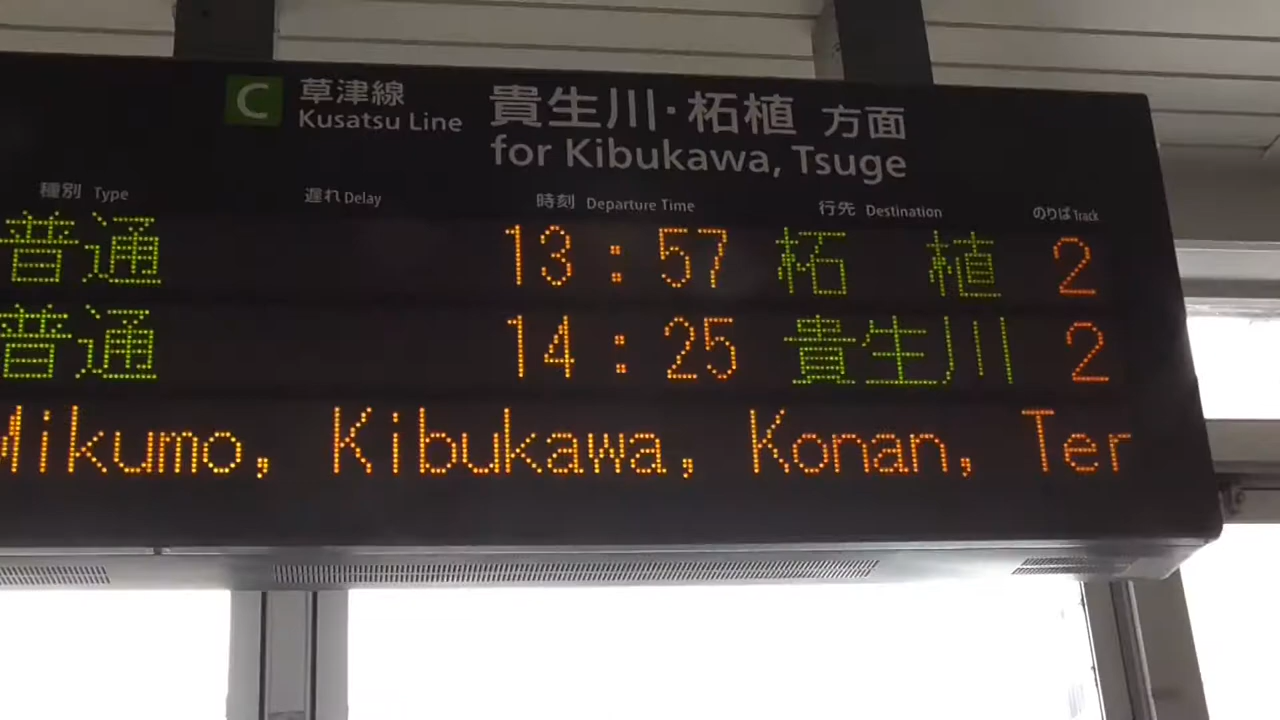 C 草津線 貴生川・柘植 方面
Kusatsu Line for Kibukawa, Tsuge
種別 Type 遅れ Delay 時刻 Departure Time 行先 Destination のりば Track
普通 13:57 柘植 2
普通 14:25 貴生川 2
Mikumo, Kibukawa, Konan, Ter